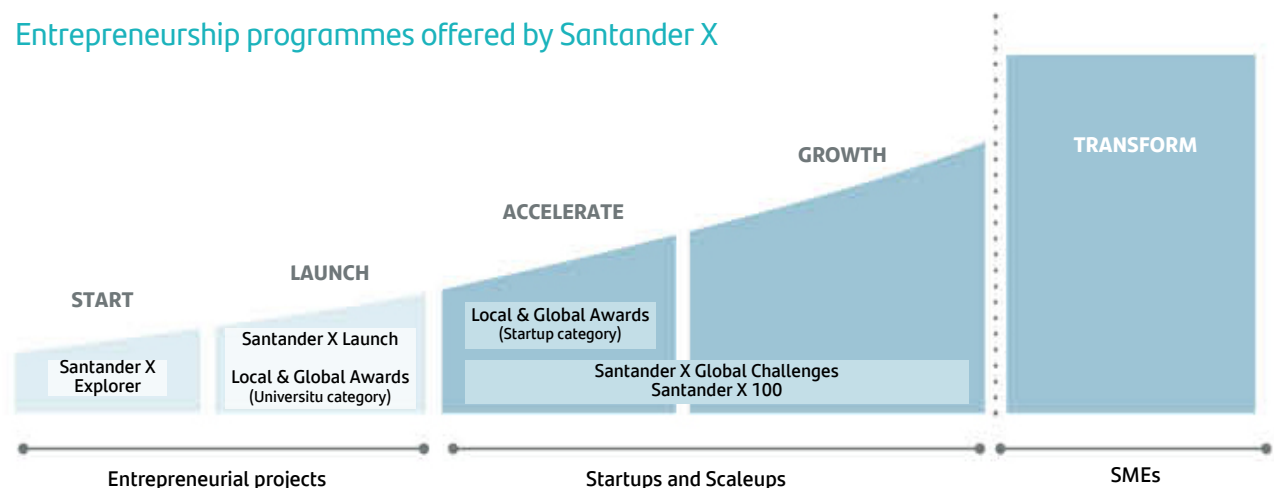 Entrepreneurship programmes offered by Santander X
START
LAUNCH
ACCELERATE
GROWTH
TRANSFORM
Santander X
Explorer
Santander X Launch
Local & Global Awards
(Universitu category)
Local & Global Awards
(Startup category)
Santander X Global Challenges
Santander X 100
Entrepreneurial projects
Startups and Scaleups
SMEs